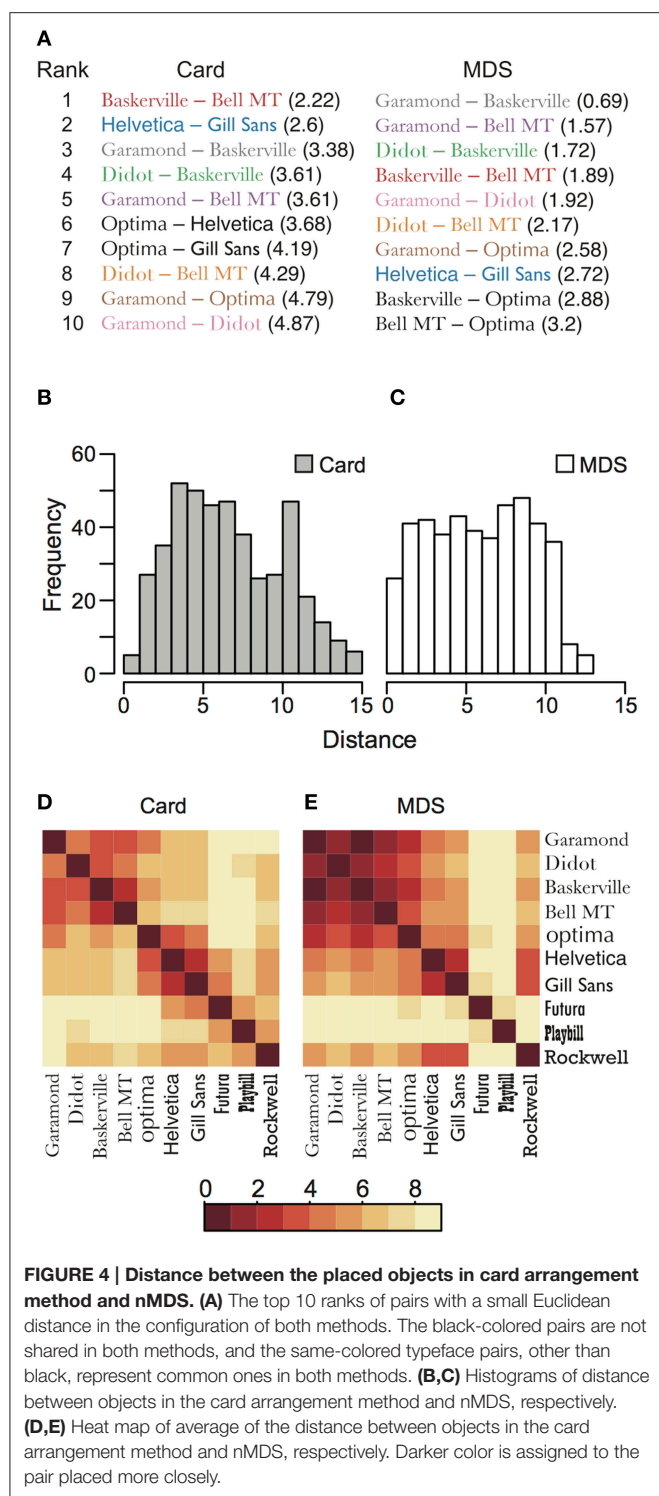 A
Rank Card MDS
1 Baskerville – Bell MT (2.22) Garamond – Baskerville (0.69)
2 Helvetica – Gill Sans (2.6) Garamond – Bell MT (1.57)
3 Garamond – Baskerville (3.38) Didot – Baskerville (1.72)
4 Didot – Baskerville (3.61) Baskerville – Bell MT (1.89)
5 Garamond – Bell MT (3.61) Garamond – Didot (1.92)
6 Optima – Helvetica (3.68) Didot – Bell MT (2.17)
7 Optima – Gill Sans (4.19) Garamond – Optima (2.58)
8 Didot – Bell MT (4.29) Helvetica – Gill Sans (2.72)
9 Garamond – Optima (4.79) Baskerville – Optima (2.88)
10 Garamond – Didot (4.87) Bell MT – Optima (3.2)
B C
60 Card MDS
40
Frequency
20
0
0 5 10 15 0 5 10 15
Distance
D Card E MDS
Garamond
Didot
Baskerville
Bell MT
optima
Helvetica
Gill Sans
Futura
Playbill
Rockwell
Garamond Didot Baskerville Bell MT optima Helvetica Gill Sans Futura Playbill Rockwell Garamond Didot Baskerville Bell MT optima Helvetica Gill Sans Futura Playbill Rockwell
0 2 4 6 8
FIGURE 4 | Distance between the placed objects in card arrangement
method and nMDS. (A) The top 10 ranks of pairs with a small Euclidean
distance in the configuration of both methods. The black-colored pairs are not
shared in both methods, and the same-colored typeface pairs, other than
black, represent common ones in both methods. (B,C) Histograms of distance
between objects in the card arrangement method and nMDS, respectively.
(D,E) Heat map of average of the distance between objects in the card
arrangement method and nMDS, respectively. Darker color is assigned to the
pair placed more closely.